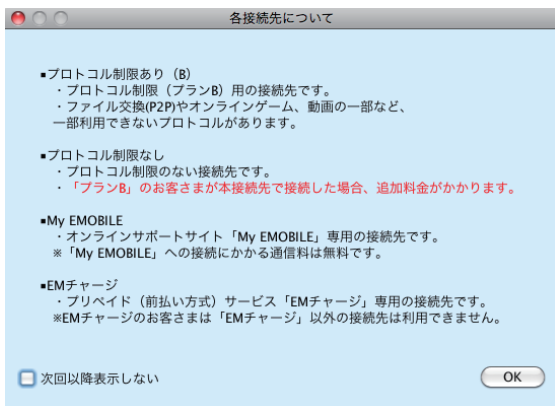 各接続先について
▪プロトコル制限あり（B）
・プロトコル制限（プランB）用の接続先です。
・ファイル交換(P2P)やオンラインゲーム、動画の一部など、
一部利用できないプロトコルがあります。
▪プロトコル制限なし
・プロトコル制限のない接続先です。
・「プランB」のお客さまが本接続先で接続した場合、追加料金がかかります。
▪My EMOBILE
・オンラインサポートサイト「My EMOBILE」専用の接続先です。
※「My EMOBILE」への接続にかかる通信料は無料です。
▪EMチャージ
・プリペイド（前払い方式）サービス「EMチャージ」専用の接続先です。
※EMチャージのお客さまは「EMチャージ」以外の接続先は利用できません。
次回以降表示しない
OK